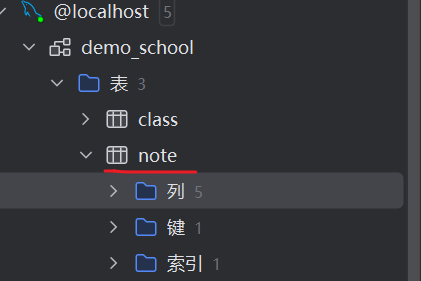 @localhost 5
demo_school
表 3
class
note
列 5
键 1
索引 1